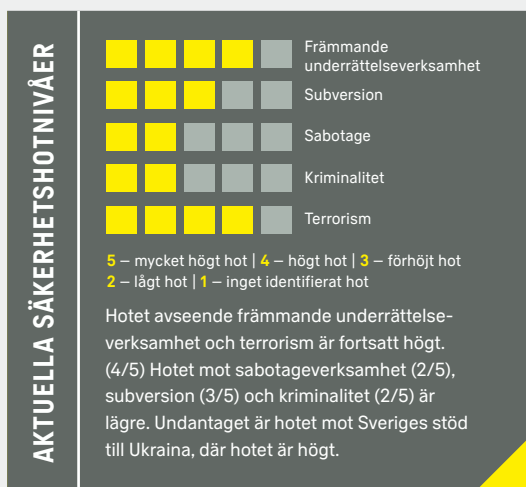 AKTUELLA SÄKERHETSHOTNIVÅER
Främmande
underrättelseverksamhet
Subversion
Sabotage
Kriminalitet
Terrorism
5 – mycket högt hot | 4 – högt hot | 3 – förhöjt hot
2 – lågt hot | 1 – inget identifierat hot
Hotet avseende främmande underrättelse-
verksamhet och terrorism är fortsatt högt.
(4/5) Hotet mot sabotageverksamhet (2/5),
subversion (3/5) och kriminalitet (2/5) är
lägre. Undantaget är hotet mot Sveriges stöd
till Ukraina, där hotet är högt.